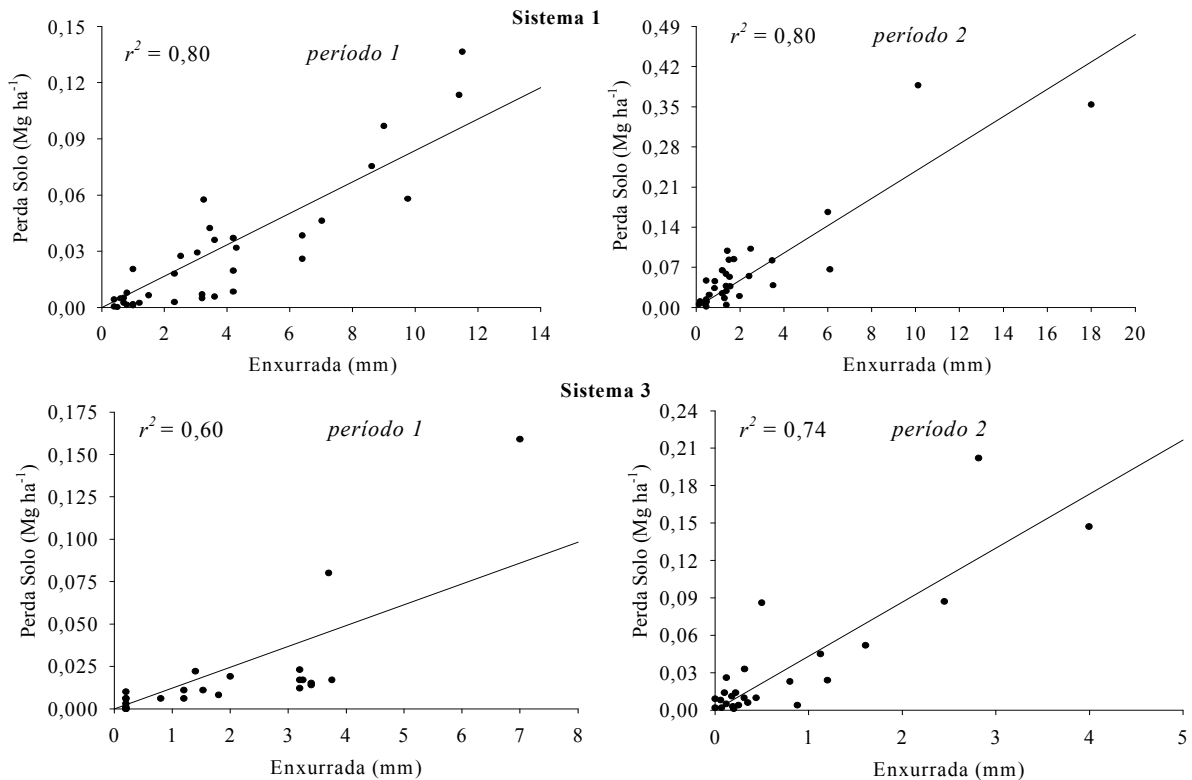 Sistema 1
r² = 0,80 período 1
Perda Solo (Mg ha⁻¹)
0,15
0,12
0,09
0,06
0,03
0,00
0 2 4 6 8 10 12 14
Enxurrada (mm)
r² = 0,80 período 2
Perda Solo (Mg ha⁻¹)
0,49
0,42
0,35
0,28
0,21
0,14
0,07
0,00
0 2 4 6 8 10 12 14 16 18 20
Enxurrada (mm)
Sistema 3
r² = 0,60 período 1
Perda Solo (Mg ha⁻¹)
0,175
0,150
0,125
0,100
0,075
0,050
0,025
0,000
0 1 2 3 4 5 6 7 8
Enxurrada (mm)
r² = 0,74 período 2
Perda Solo (Mg ha⁻¹)
0,24
0,21
0,18
0,15
0,12
0,09
0,06
0,03
0,00
0 1 2 3 4 5
Enxurrada (mm)